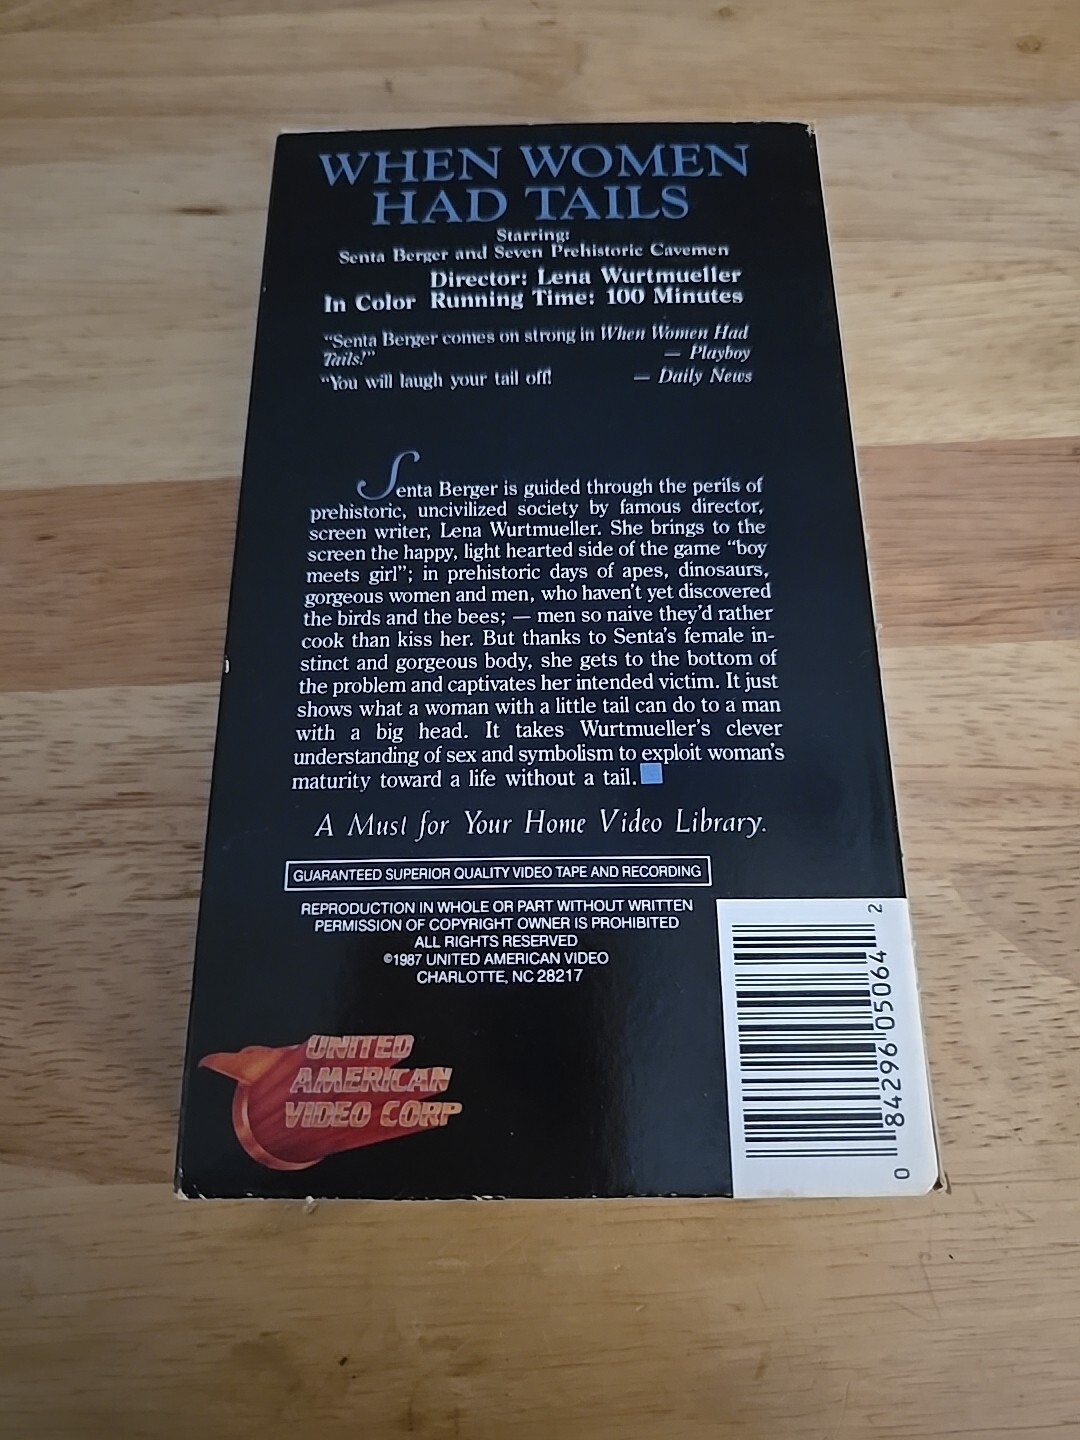 WHEN WOMEN
HAD TAILS
Starring:
Senta Berger and Seven Prehistoric Cavemen
Director: Lena Wurtmueller
In Color Running Time: 100 Minutes
"Senta Berger comes on strong in When Women Had
Tails!" — Playboy
"You will laugh your tail off! — Daily News
Senta Berger is guided through the perils of
prehistoric, uncivilized society by famous director,
screen writer, Lena Wurtmueller. She brings to the
screen the happy, light hearted side of the game "boy
meets girl"; in prehistoric days of apes, dinosaurs,
gorgeous women and men, who haven't yet discovered
the birds and the bees; — men so naive they'd rather
cook than kiss her. But thanks to Senta's female in-
stinct and gorgeous body, she gets to the bottom of
the problem and captivates her intended victim. It just
shows what a woman with a little tail can do to a man
with a big head. It takes Wurtmueller's clever
understanding of sex and symbolism to exploit woman's
maturity toward a life without a tail.
A Must for Your Home Video Library.
GUARANTEED SUPERIOR QUALITY VIDEO TAPE AND RECORDING
REPRODUCTION IN WHOLE OR PART WITHOUT WRITTEN
PERMISSION OF COPYRIGHT OWNER IS PROHIBITED
ALL RIGHTS RESERVED
©1987 UNITED AMERICAN VIDEO
CHARLOTTE, NC 28217
UNITED
AMERICAN
VIDEO CORP
0 84296 05064 2